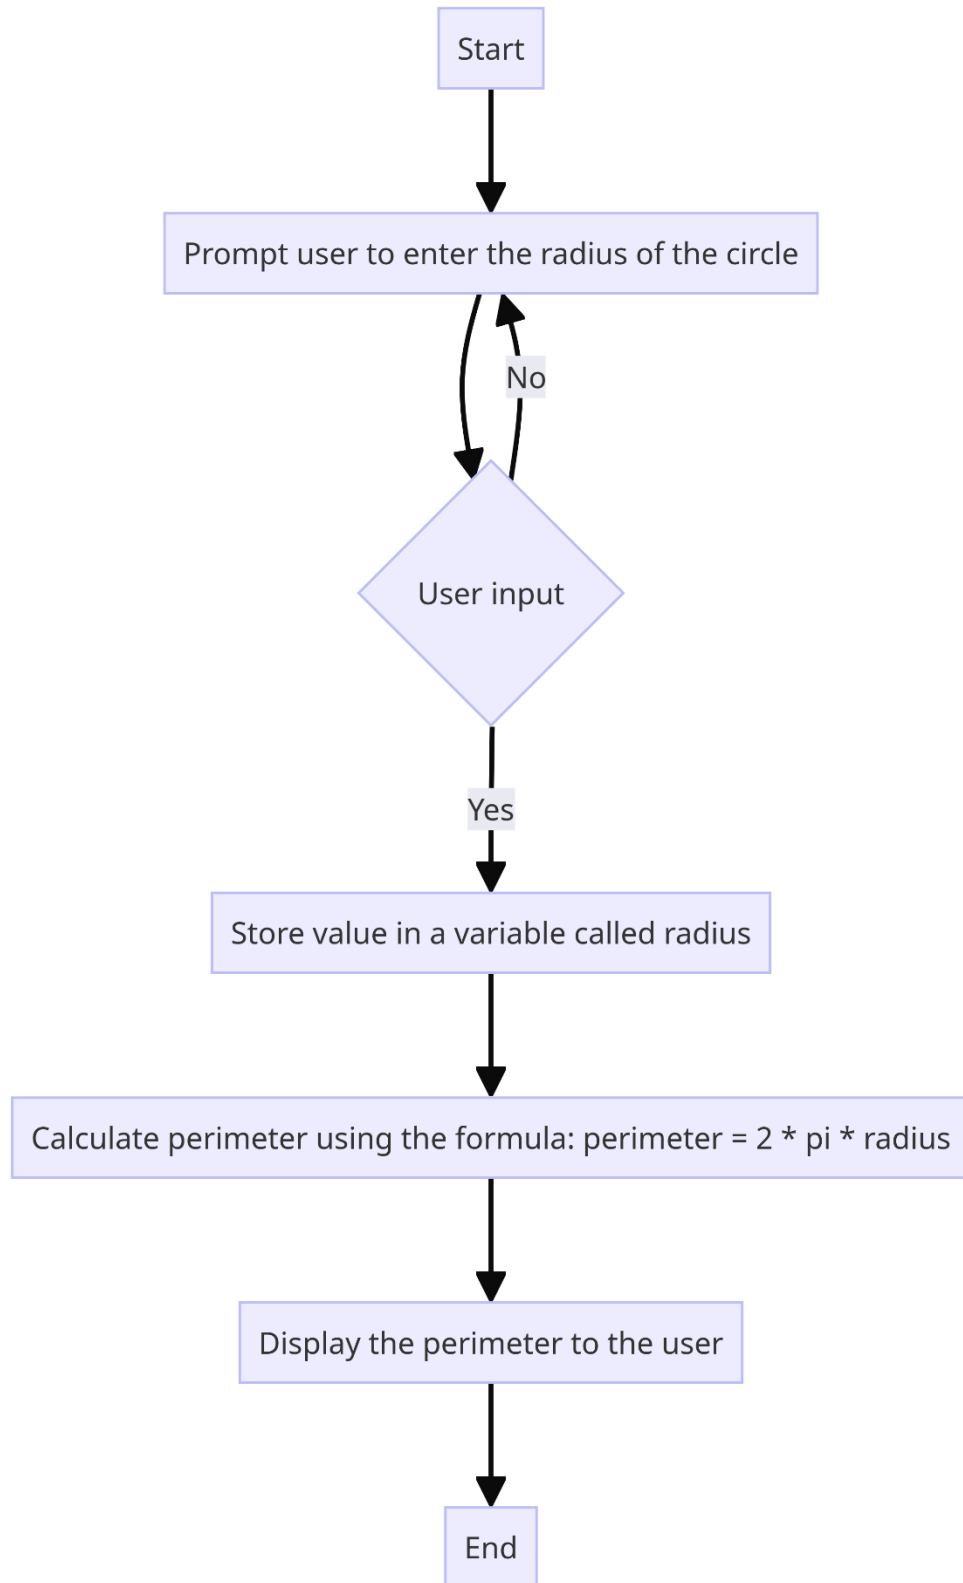 Start
Prompt user to enter the radius of the circle
No
User input
Yes
Store value in a variable called radius
Calculate perimeter using the formula: perimeter = 2 * pi * radius
Display the perimeter to the user
End